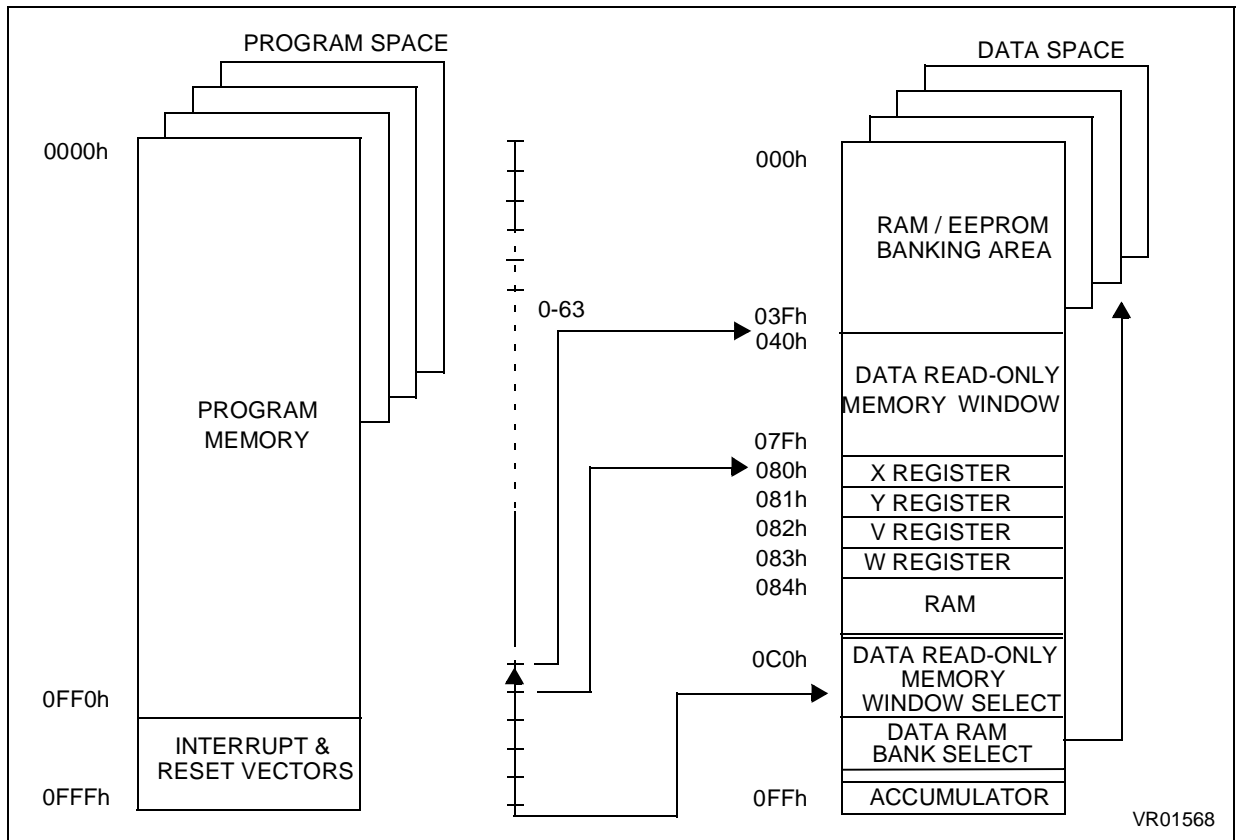 PROGRAM SPACE
0000h
PROGRAM
MEMORY
0FF0h
INTERRUPT &
RESET VECTORS
0FFFh
0-63
DATA SPACE
000h
RAM / EEPROM
BANKING AREA
03Fh
040h
DATA READ-ONLY
MEMORY WINDOW
07Fh
080h
X REGISTER
081h
Y REGISTER
082h
V REGISTER
083h
W REGISTER
084h
RAM
0C0h
DATA READ-ONLY
MEMORY
WINDOW SELECT
DATA RAM
BANK SELECT
0FFh
ACCUMULATOR
VR01568